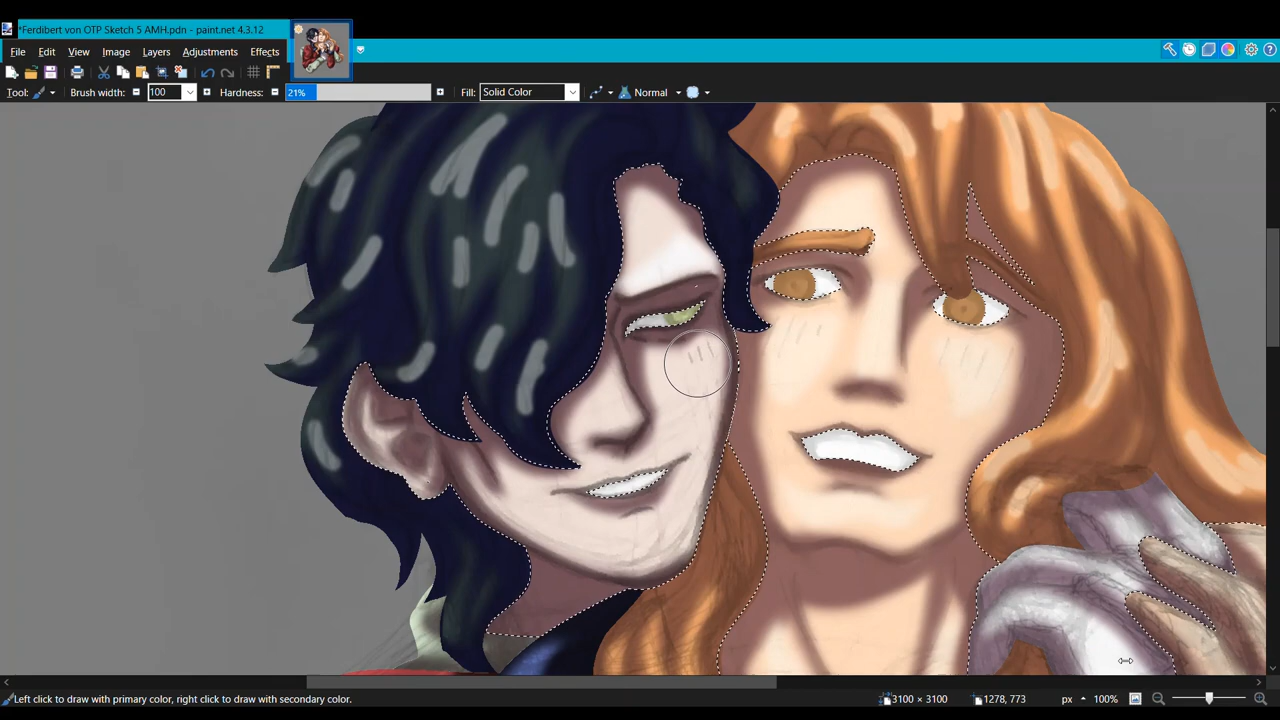 *Ferdibert von OTP Sketch 5 AMH.pdn - paint.net 4.3.12
File Edit View Image Layers Adjustments Effects
Tool: Brush width: 100 Hardness: 21% Fill: Solid Color Normal
Left click to draw with primary color, right click to draw with secondary color. 3100 × 3100 1278, 773 px 100%